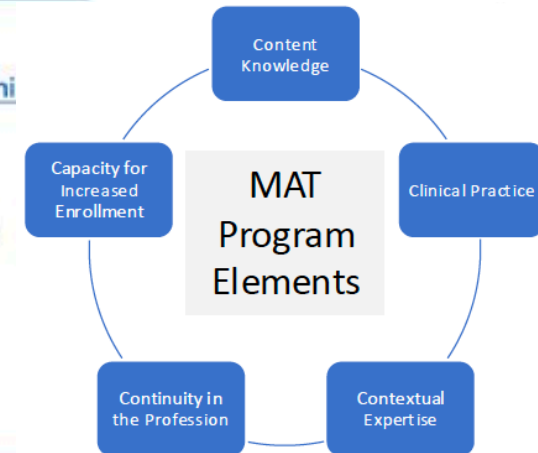 Content
Knowledge
Capacity for
Increased
Enrollment
MAT
Program
Elements
Clinical Practice
Continuity in
the Profession
Contextual
Expertise